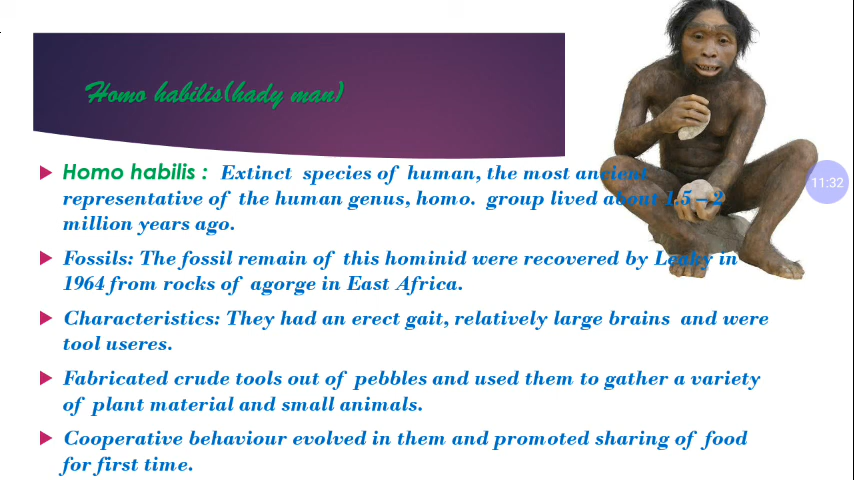 Homo habilis(hady man)
Homo habilis : Extinct species of human, the most ancient
representative of the human genus, homo. group lived about 1.5 – 2
million years ago.
Fossils: The fossil remain of this hominid were recovered by Leaky in
1964 from rocks of agorge in East Africa.
Characteristics: They had an erect gait, relatively large brains and were
tool useres.
Fabricated crude tools out of pebbles and used them to gather a variety
of plant material and small animals.
Cooperative behaviour evolved in them and promoted sharing of food
for first time.
11:32